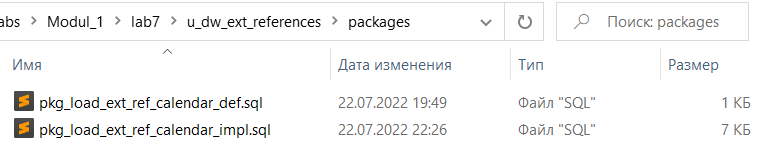 abs > Modul_1 > lab7 > u_dw_ext_references > packages Поиск: packages
Имя Дата изменения Тип Размер
pkg_load_ext_ref_calendar_def.sql 22.07.2022 19:49 Файл "SQL" 1 КБ
pkg_load_ext_ref_calendar_impl.sql 22.07.2022 22:26 Файл "SQL" 7 КБ